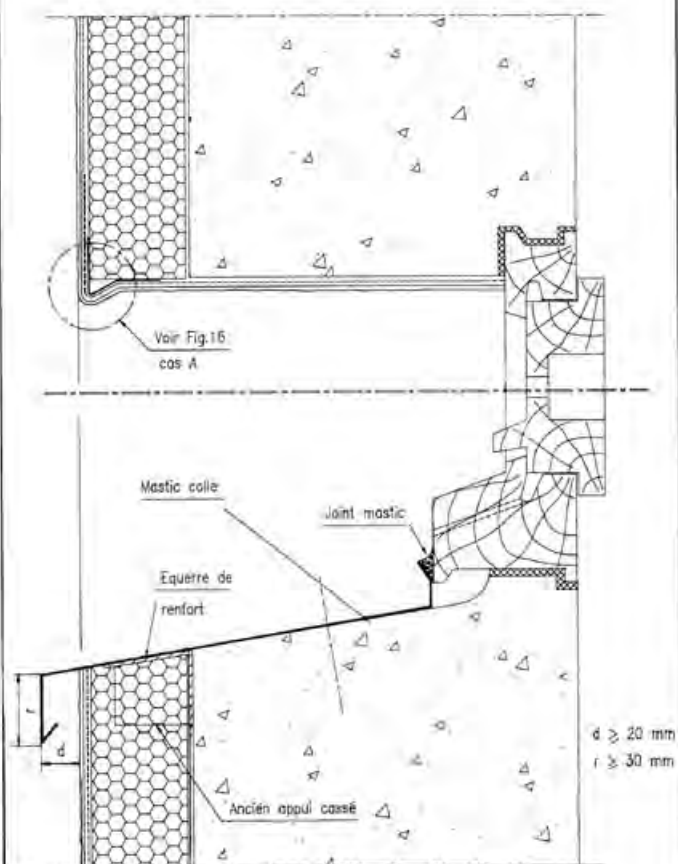 Voir Fig.16
cas A
Mastic colle
Joint mastic
Equerre de
renfort
r
d
d ≥ 20 mm
r ≥ 30 mm
Ancien appui cassé